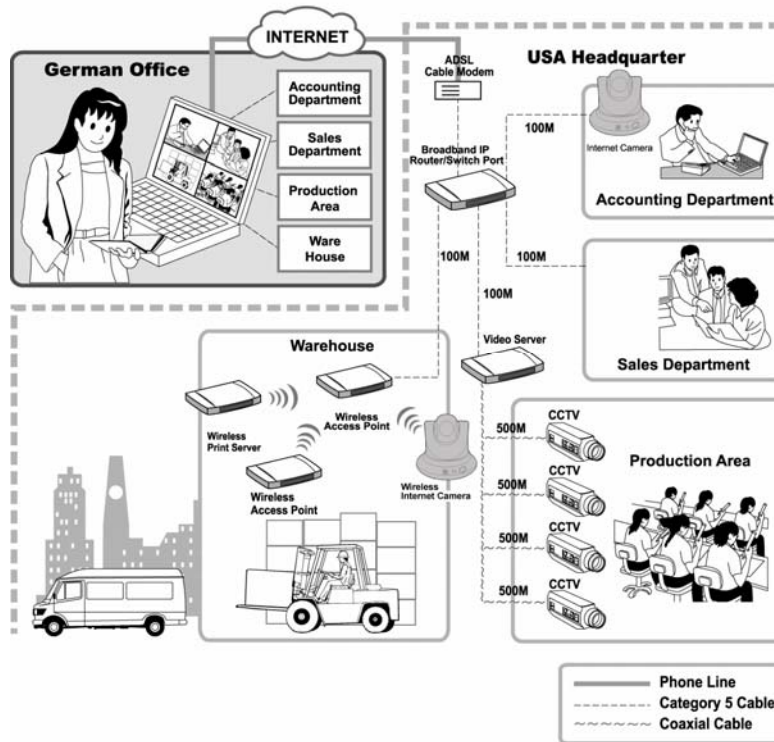 INTERNET
German Office
Accounting
Department
Sales
Department
Production
Area
Ware
House
ADSL
Cable Modem
USA Headquarter
Broadband IP
Router/Switch Port
100M
Internet Camera
Accounting Department
100M
100M
100M
Sales Department
Video Server
Warehouse
Wireless
Print Server
Wireless
Access Point
Wireless
Access Point
Wireless
Internet Camera
500M
CCTV
500M
CCTV
500M
CCTV
500M
CCTV
Production Area
Phone Line
Category 5 Cable
Coaxial Cable